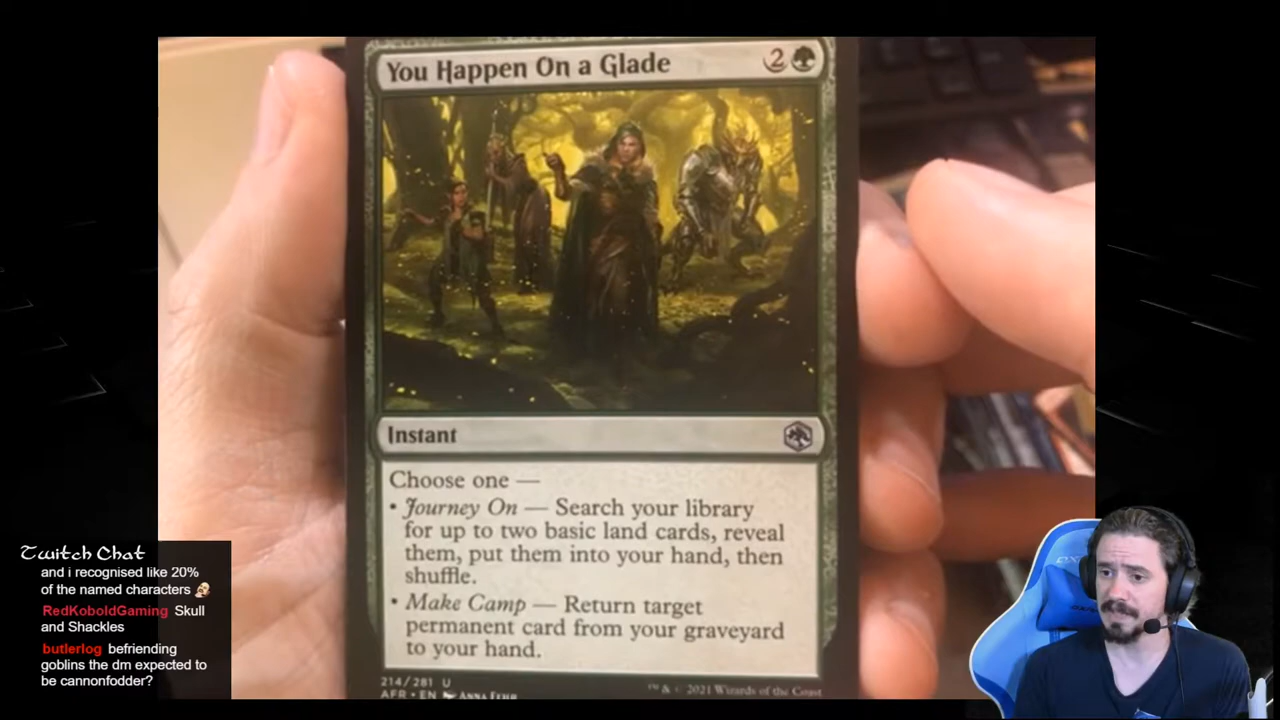 You Happen On a Glade 2
Instant
Choose one —
• Journey On — Search your library
for up to two basic land cards, reveal
them, put them into your hand, then
shuffle.
• Make Camp — Return target
permanent card from your graveyard
to your hand.
214/281 U
AFR • EN ANNA
™ & © 2021 Wizards of the Coast
Twitch Chat
and i recognised like 20%
of the named characters
RedKoboldGaming Skull
and Shackles
butlerlog befriending
goblins the dm expected to
be cannonfodder?